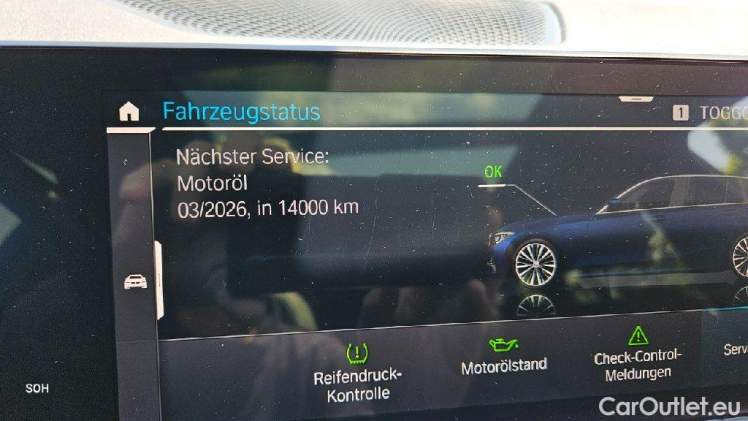 Fahrzeugstatus
1
Nächster Service:
Motoröl
03/2026, in 14000 km
OK
Reifendruck-
Kontrolle
Motorölstand
Check-Control-
Meldungen
SOH
CarOutlet.eu